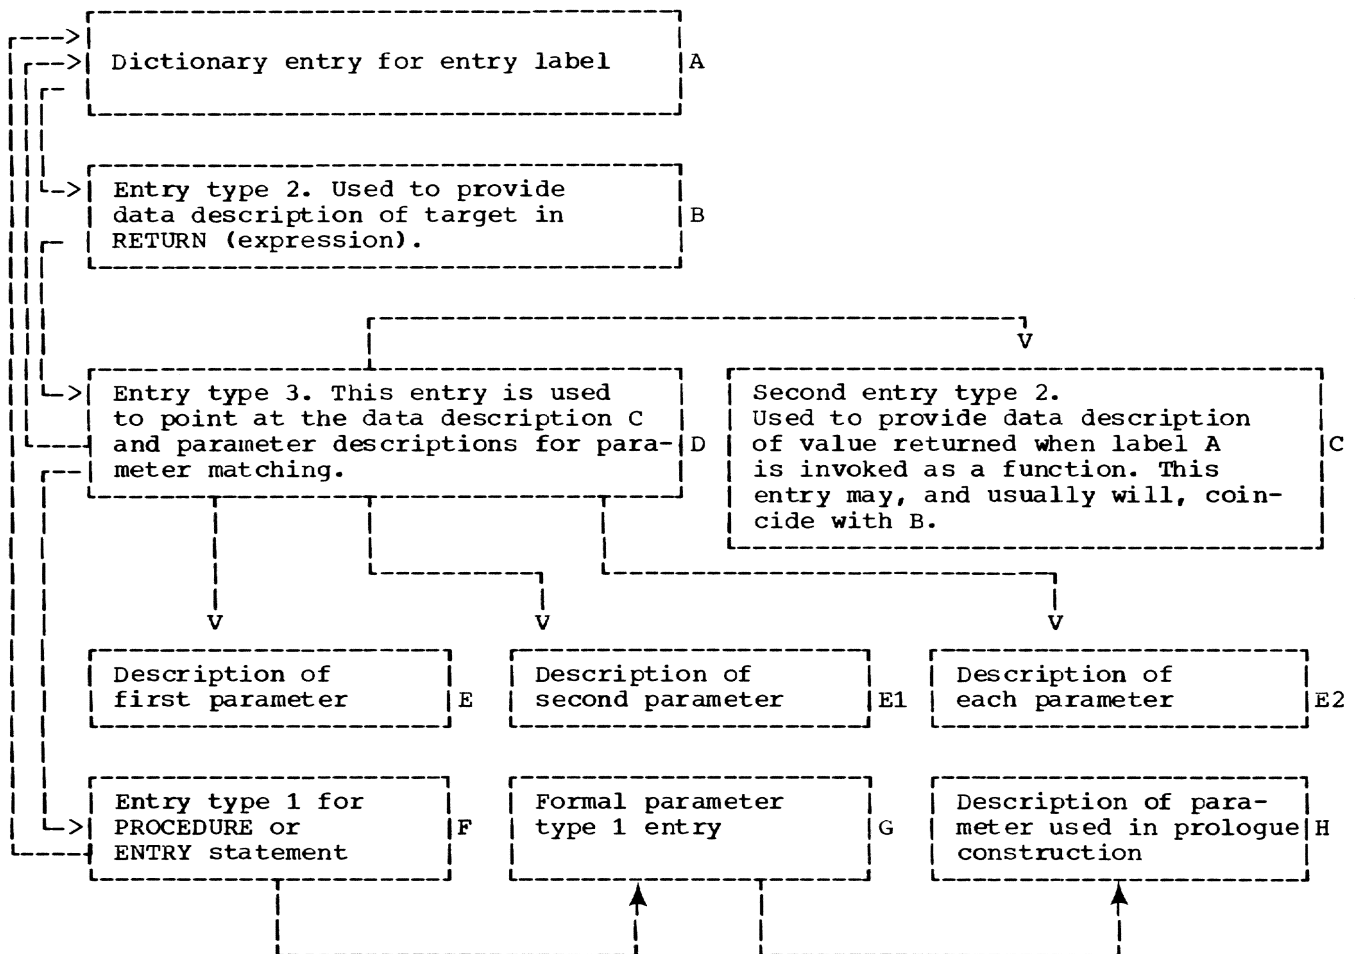 Dictionary entry for entry label
A
Entry type 2. Used to provide
data description of target in
RETURN (expression).
B
Entry type 3. This entry is used
to point at the data description C
and parameter descriptions for para-
meter matching.
D
Second entry type 2.
Used to provide data description
of value returned when label A
is invoked as a function. This
entry may, and usually will, coin-
cide with B.
C
Description of
first parameter
E
Description of
second parameter
E1
Description of
each parameter
E2
Entry type 1 for
PROCEDURE or
ENTRY statement
F
Formal parameter
type 1 entry
G
Description of para-
meter used in prologue
construction
H